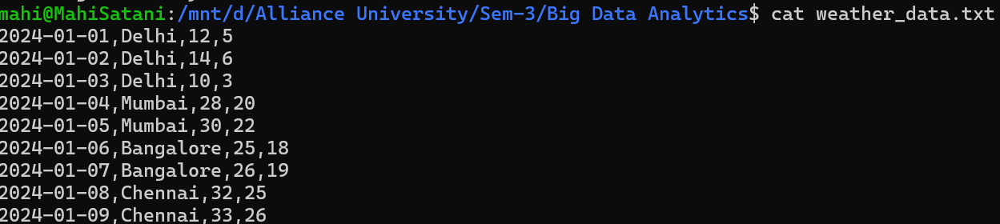 mahi@MahiSatani:/mnt/d/Alliance University/Sem-3/Big Data Analytics$ cat weather_data.txt
2024-01-01,Delhi,12,5
2024-01-02,Delhi,14,6
2024-01-03,Delhi,10,3
2024-01-04,Mumbai,28,20
2024-01-05,Mumbai,30,22
2024-01-06,Bangalore,25,18
2024-01-07,Bangalore,26,19
2024-01-08,Chennai,32,25
2024-01-09,Chennai,33,26